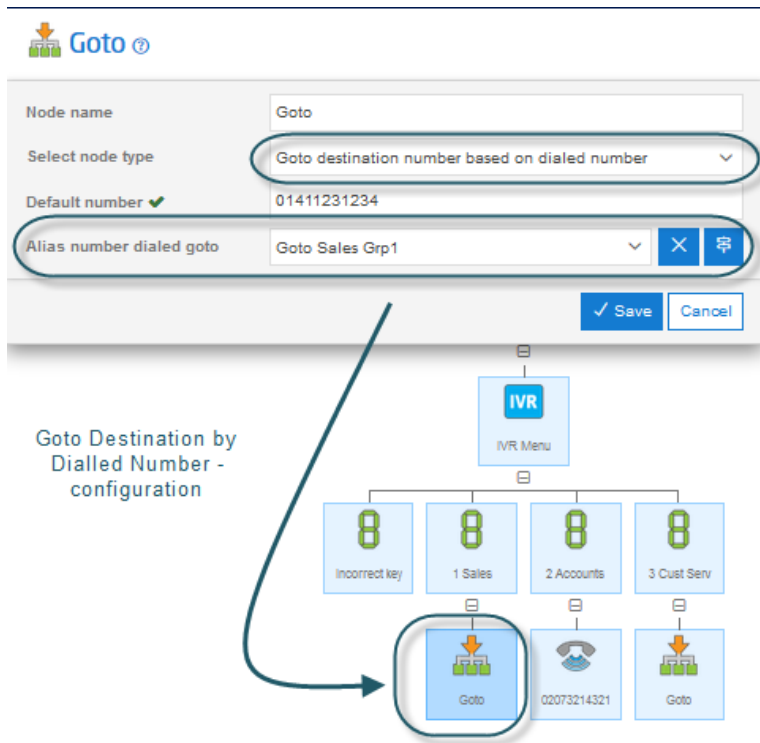 Goto
Node name Goto
Select node type Goto destination number based on dialed number
Default number 01411231234
Alias number dialed goto Goto Sales Grp1
Save Cancel
IVR
IVR Menu
Goto Destination by
Dialled Number -
configuration
Incorrect key 1 Sales 2 Accounts 3 Cust Serv
Goto 02073214321 Goto